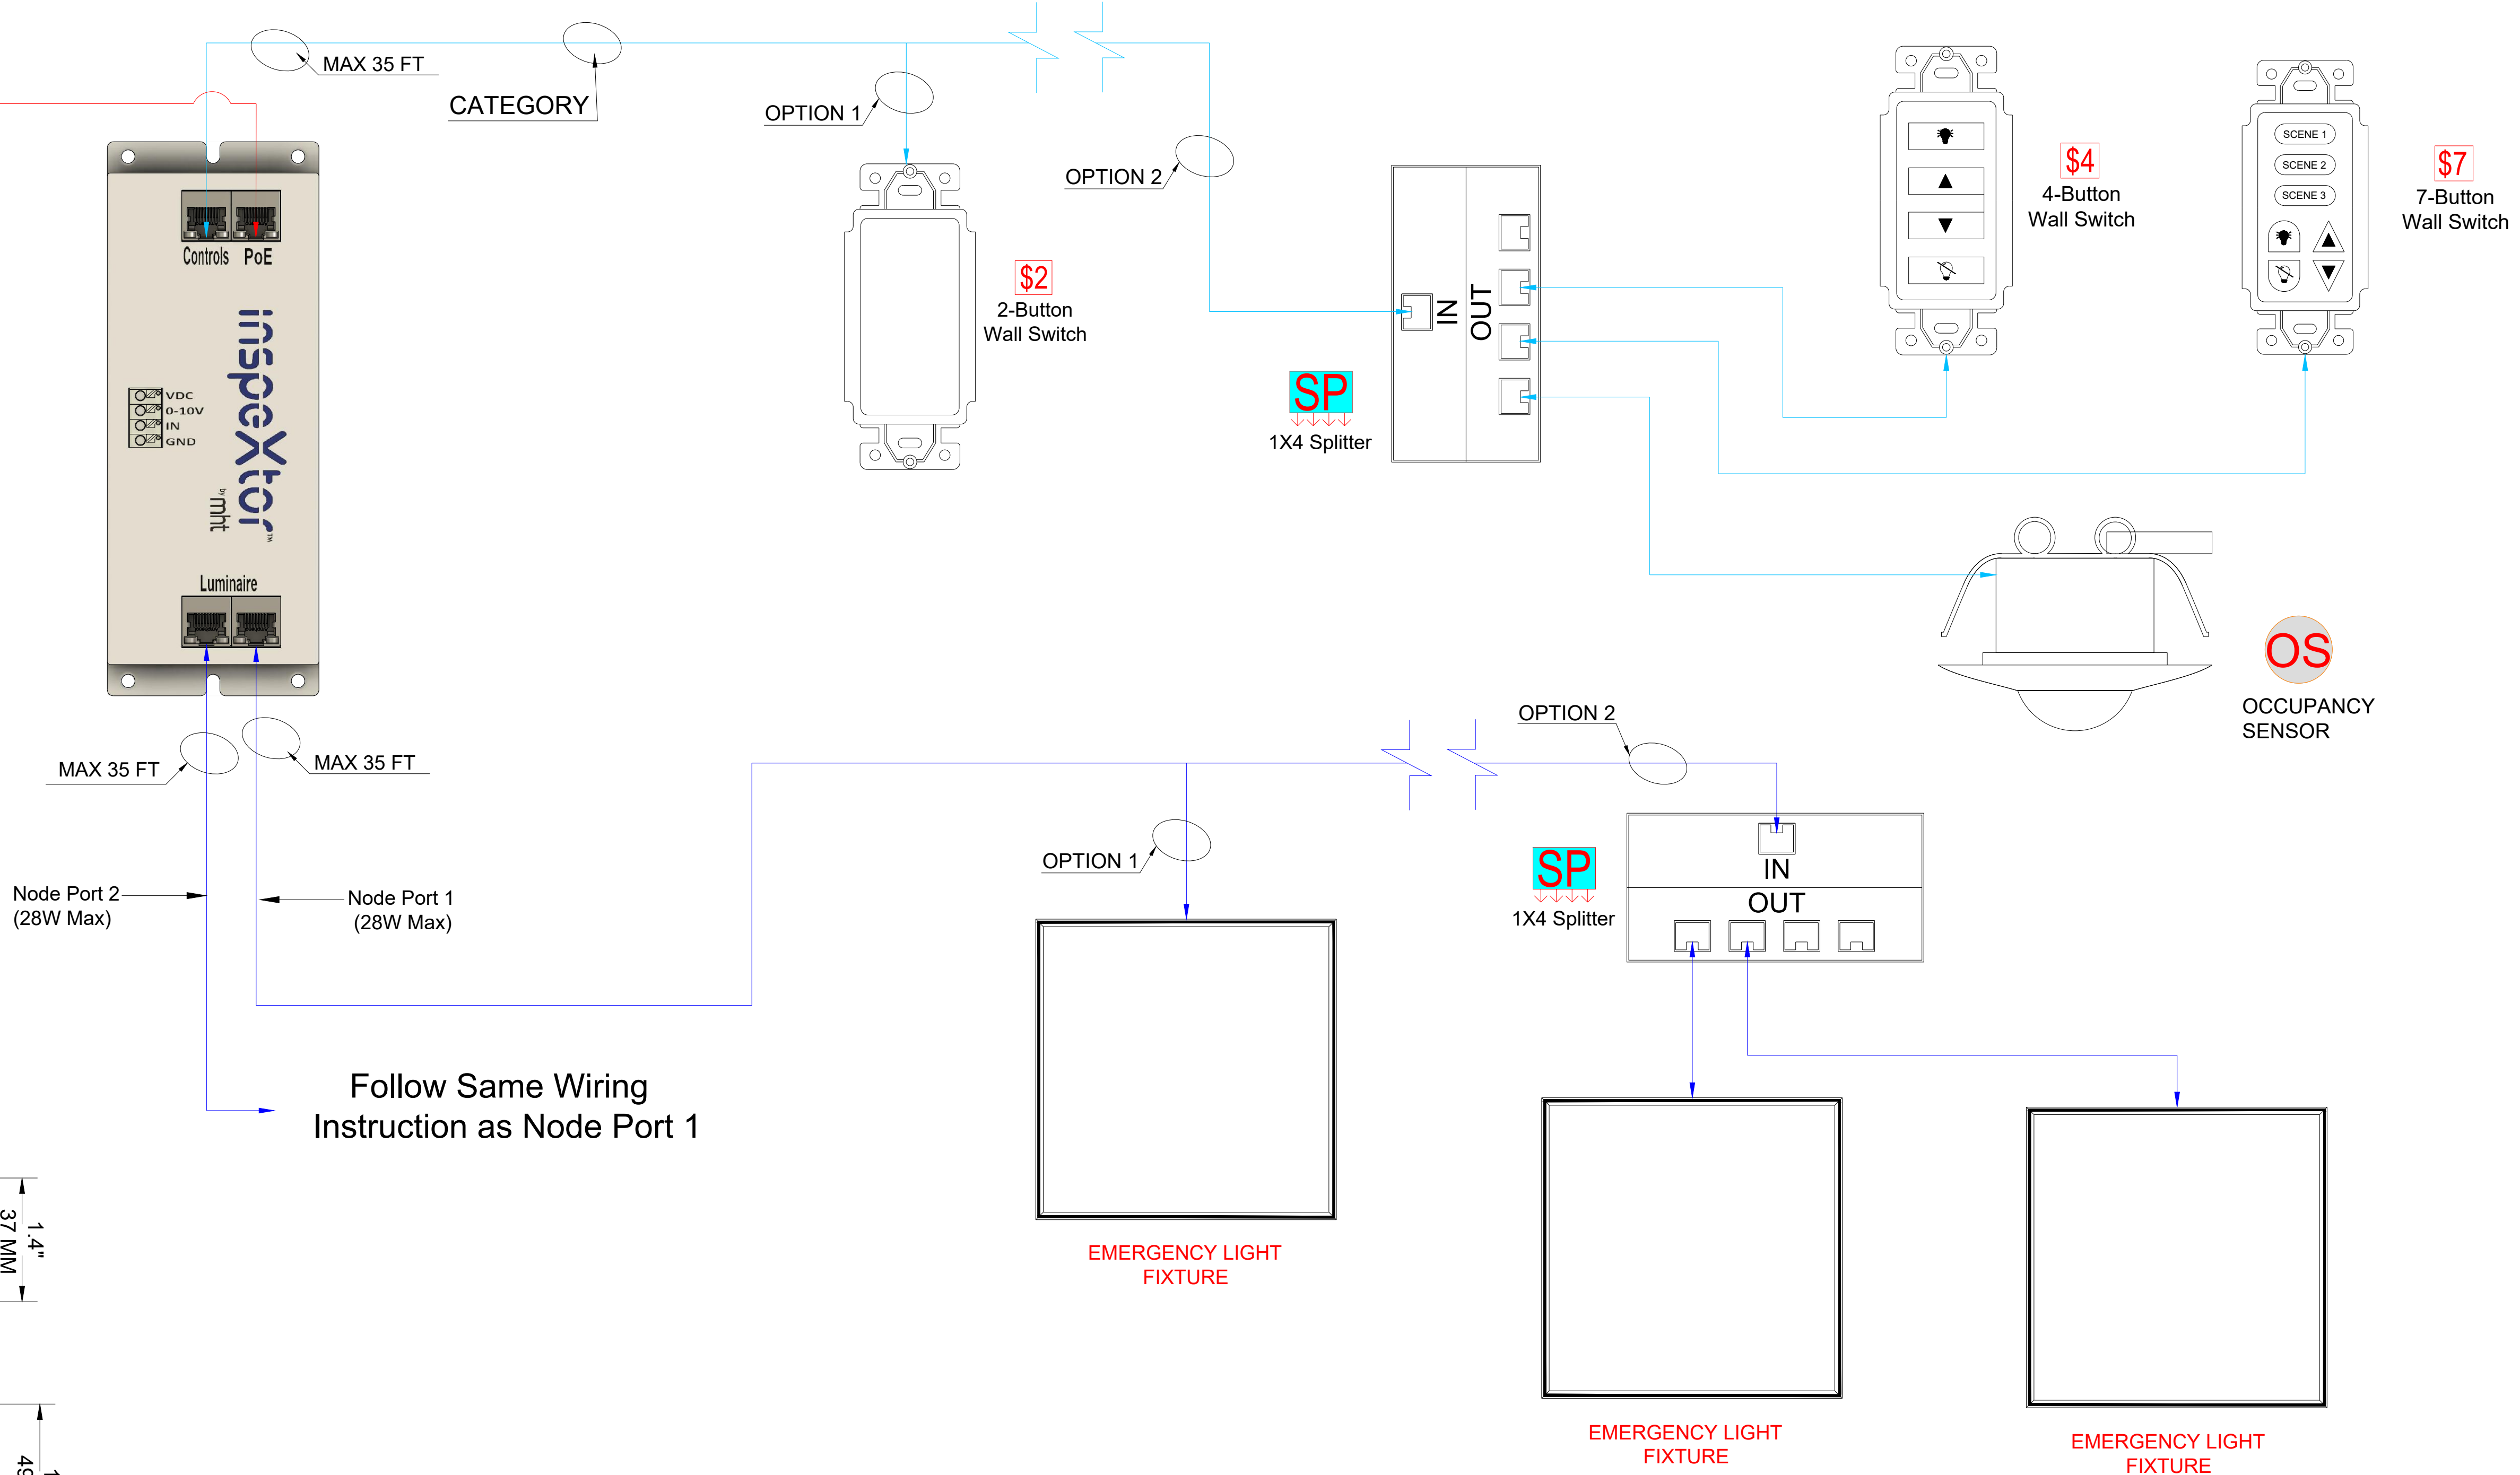 MAX 35 FT
CATEGORY
OPTION 1
OPTION 2
Controls PoE
inspeXtor™
by mht
VDC
0-10V
IN
GND
Luminaire
$2
2-Button
Wall Switch
SP
1X4 Splitter
IN
OUT
$4
4-Button
Wall Switch
SCENE 1
SCENE 2
SCENE 3
$7
7-Button
Wall Switch
OS
OCCUPANCY
SENSOR
MAX 35 FT
MAX 35 FT
Node Port 2
(28W Max)
Node Port 1
(28W Max)
Follow Same Wiring
Instruction as Node Port 1
OPTION 1
OPTION 2
SP
1X4 Splitter
IN
OUT
EMERGENCY LIGHT
FIXTURE
EMERGENCY LIGHT
FIXTURE
EMERGENCY LIGHT
FIXTURE
1.4"
37 MM